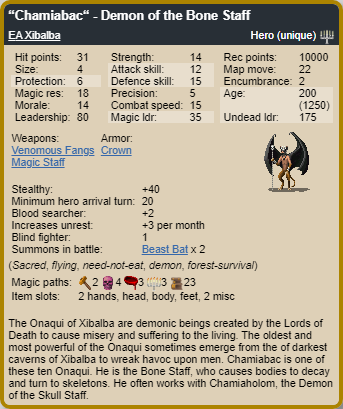 "Chamiabac" - Demon of the Bone Staff
EA Xibalba Hero (unique)
Hit points: 31 Strength: 14 Rec points: 10000
Size: 4 Attack skill: 12 Map move: 22
Protection: 6 Defence skill: 15 Encumbrance: 2
Magic res: 18 Precision: 5 Age: 200
Morale: 14 Combat speed: 15 (1250)
Leadership: 80 Magic ldr: 35 Undead ldr: 175
Weapons: Armor:
Venomous Fangs Crown
Magic Staff
Stealthy: +40
Minimum hero arrival turn: 20
Blood searcher: +2
Increases unrest: +3 per month
Blind fighter: 1
Summons in battle: Beast Bat x 2
(Sacred, flying, need-not-eat, demon, forest-survival)
Magic paths: 2 4 3 3 23
Item slots: 2 hands, head, body, feet, 2 misc
The Onaqui of Xibalba are demonic beings created by the Lords of
Death to cause misery and suffering to the living. The oldest and
most powerful of the Onaqui sometimes emerge from the of darkest
caverns of Xibalba to wreak havoc upon men. Chamiabac is one of
these ten Onaqui. He is the Bone Staff, who causes bodies to decay
and turn to skeletons. He often works with Chamiaholom, the Demon
of the Skull Staff.